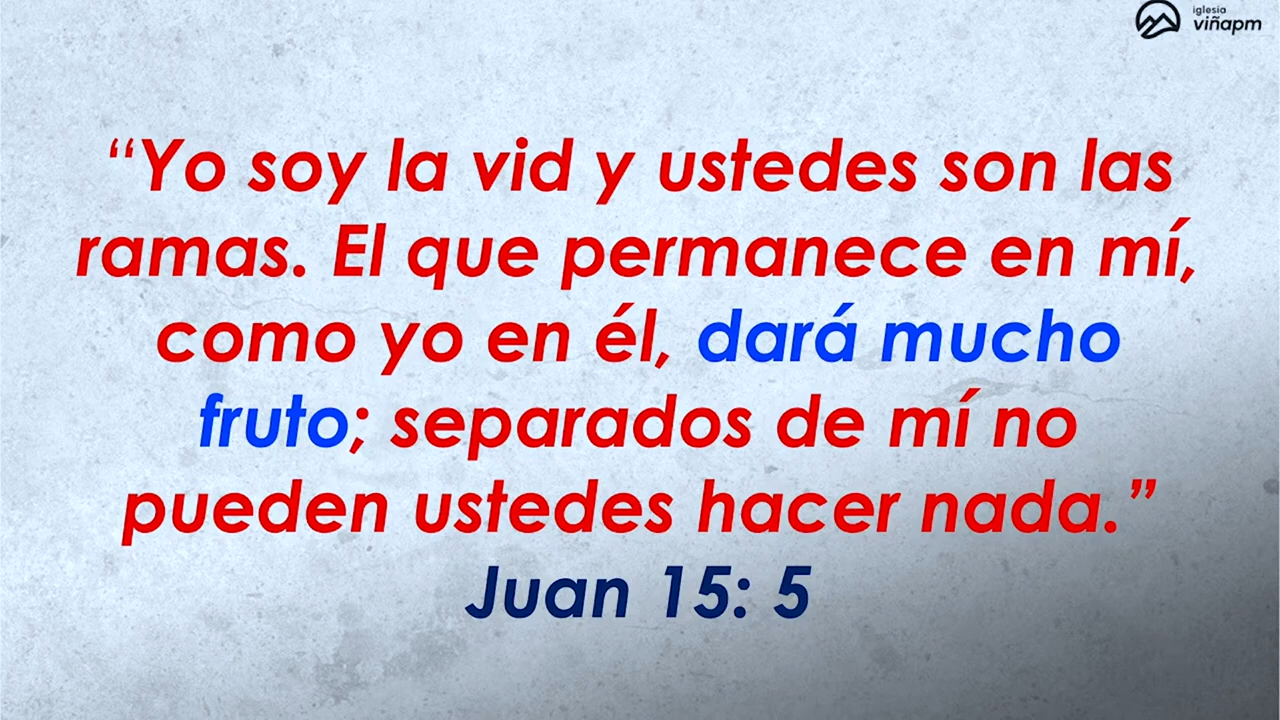 iglesia
viñapm
“Yo soy la vid y ustedes son las
ramas. El que permanece en mí,
como yo en él, dará mucho
fruto; separados de mí no
pueden ustedes hacer nada.”
Juan 15: 5